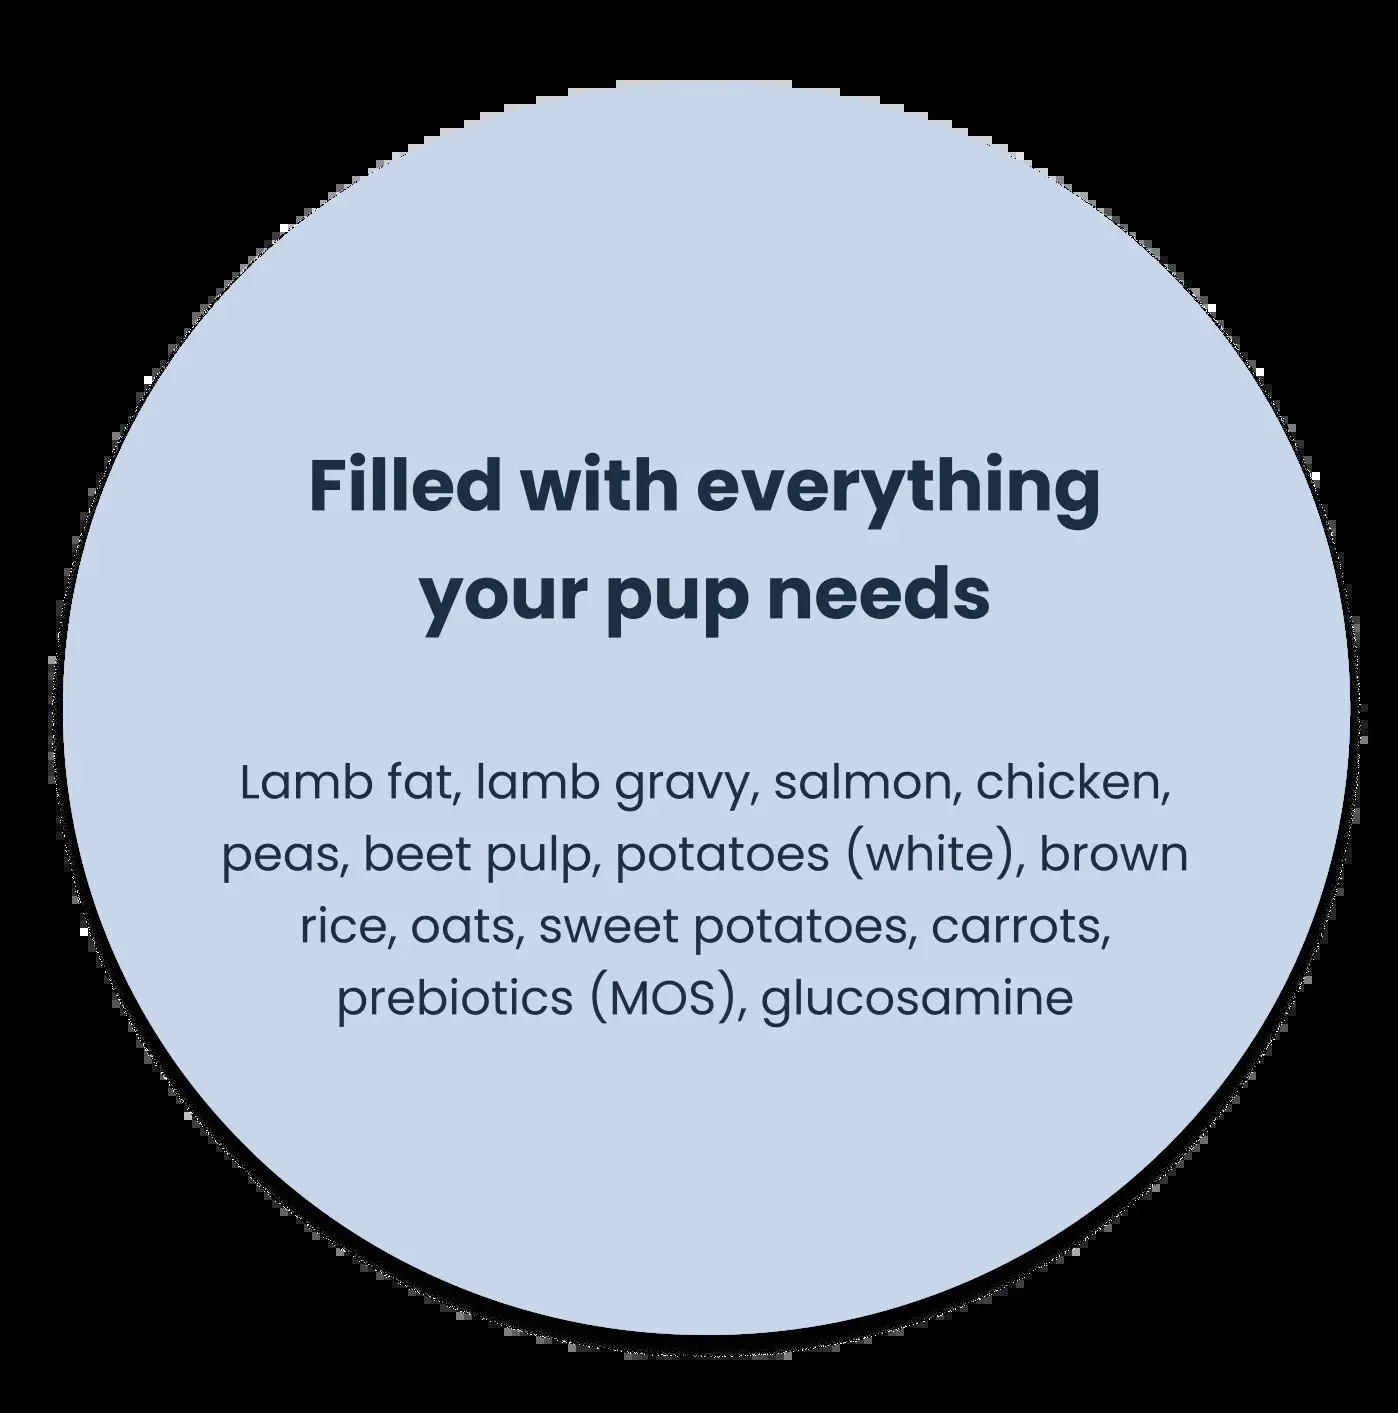 Filled with everything
your pup needs
Lamb fat, lamb gravy, salmon, chicken,
peas, beet pulp, potatoes (white), brown
rice, oats, sweet potatoes, carrots,
prebiotics (MOS), glucosamine